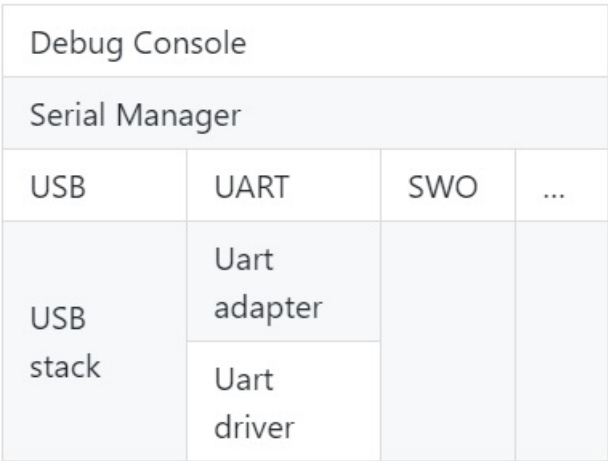 Debug Console
Serial Manager
USB UART SWO ...
Uart
adapter
USB
stack
Uart
driver